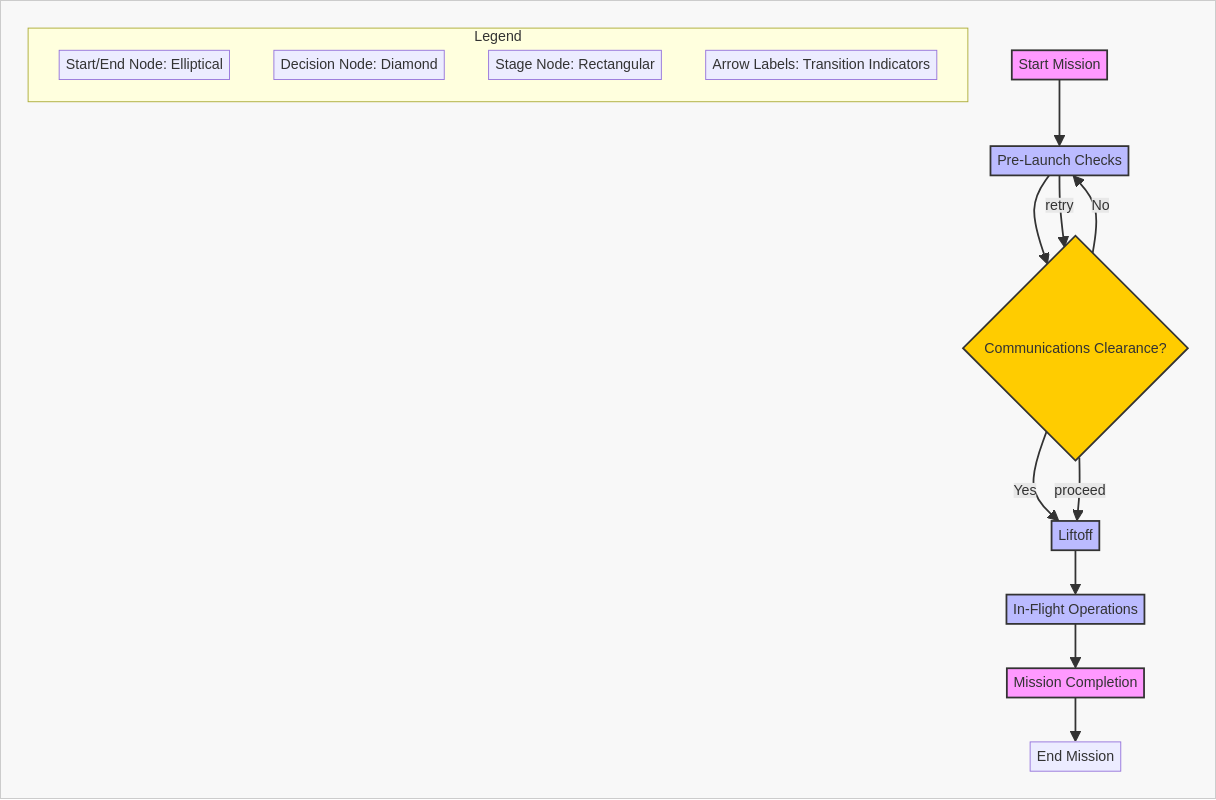 Legend
Start/End Node: Elliptical
Decision Node: Diamond
Stage Node: Rectangular
Arrow Labels: Transition Indicators
Start Mission
Pre-Launch Checks
retry
No
Communications Clearance?
Yes
proceed
Liftoff
In-Flight Operations
Mission Completion
End Mission